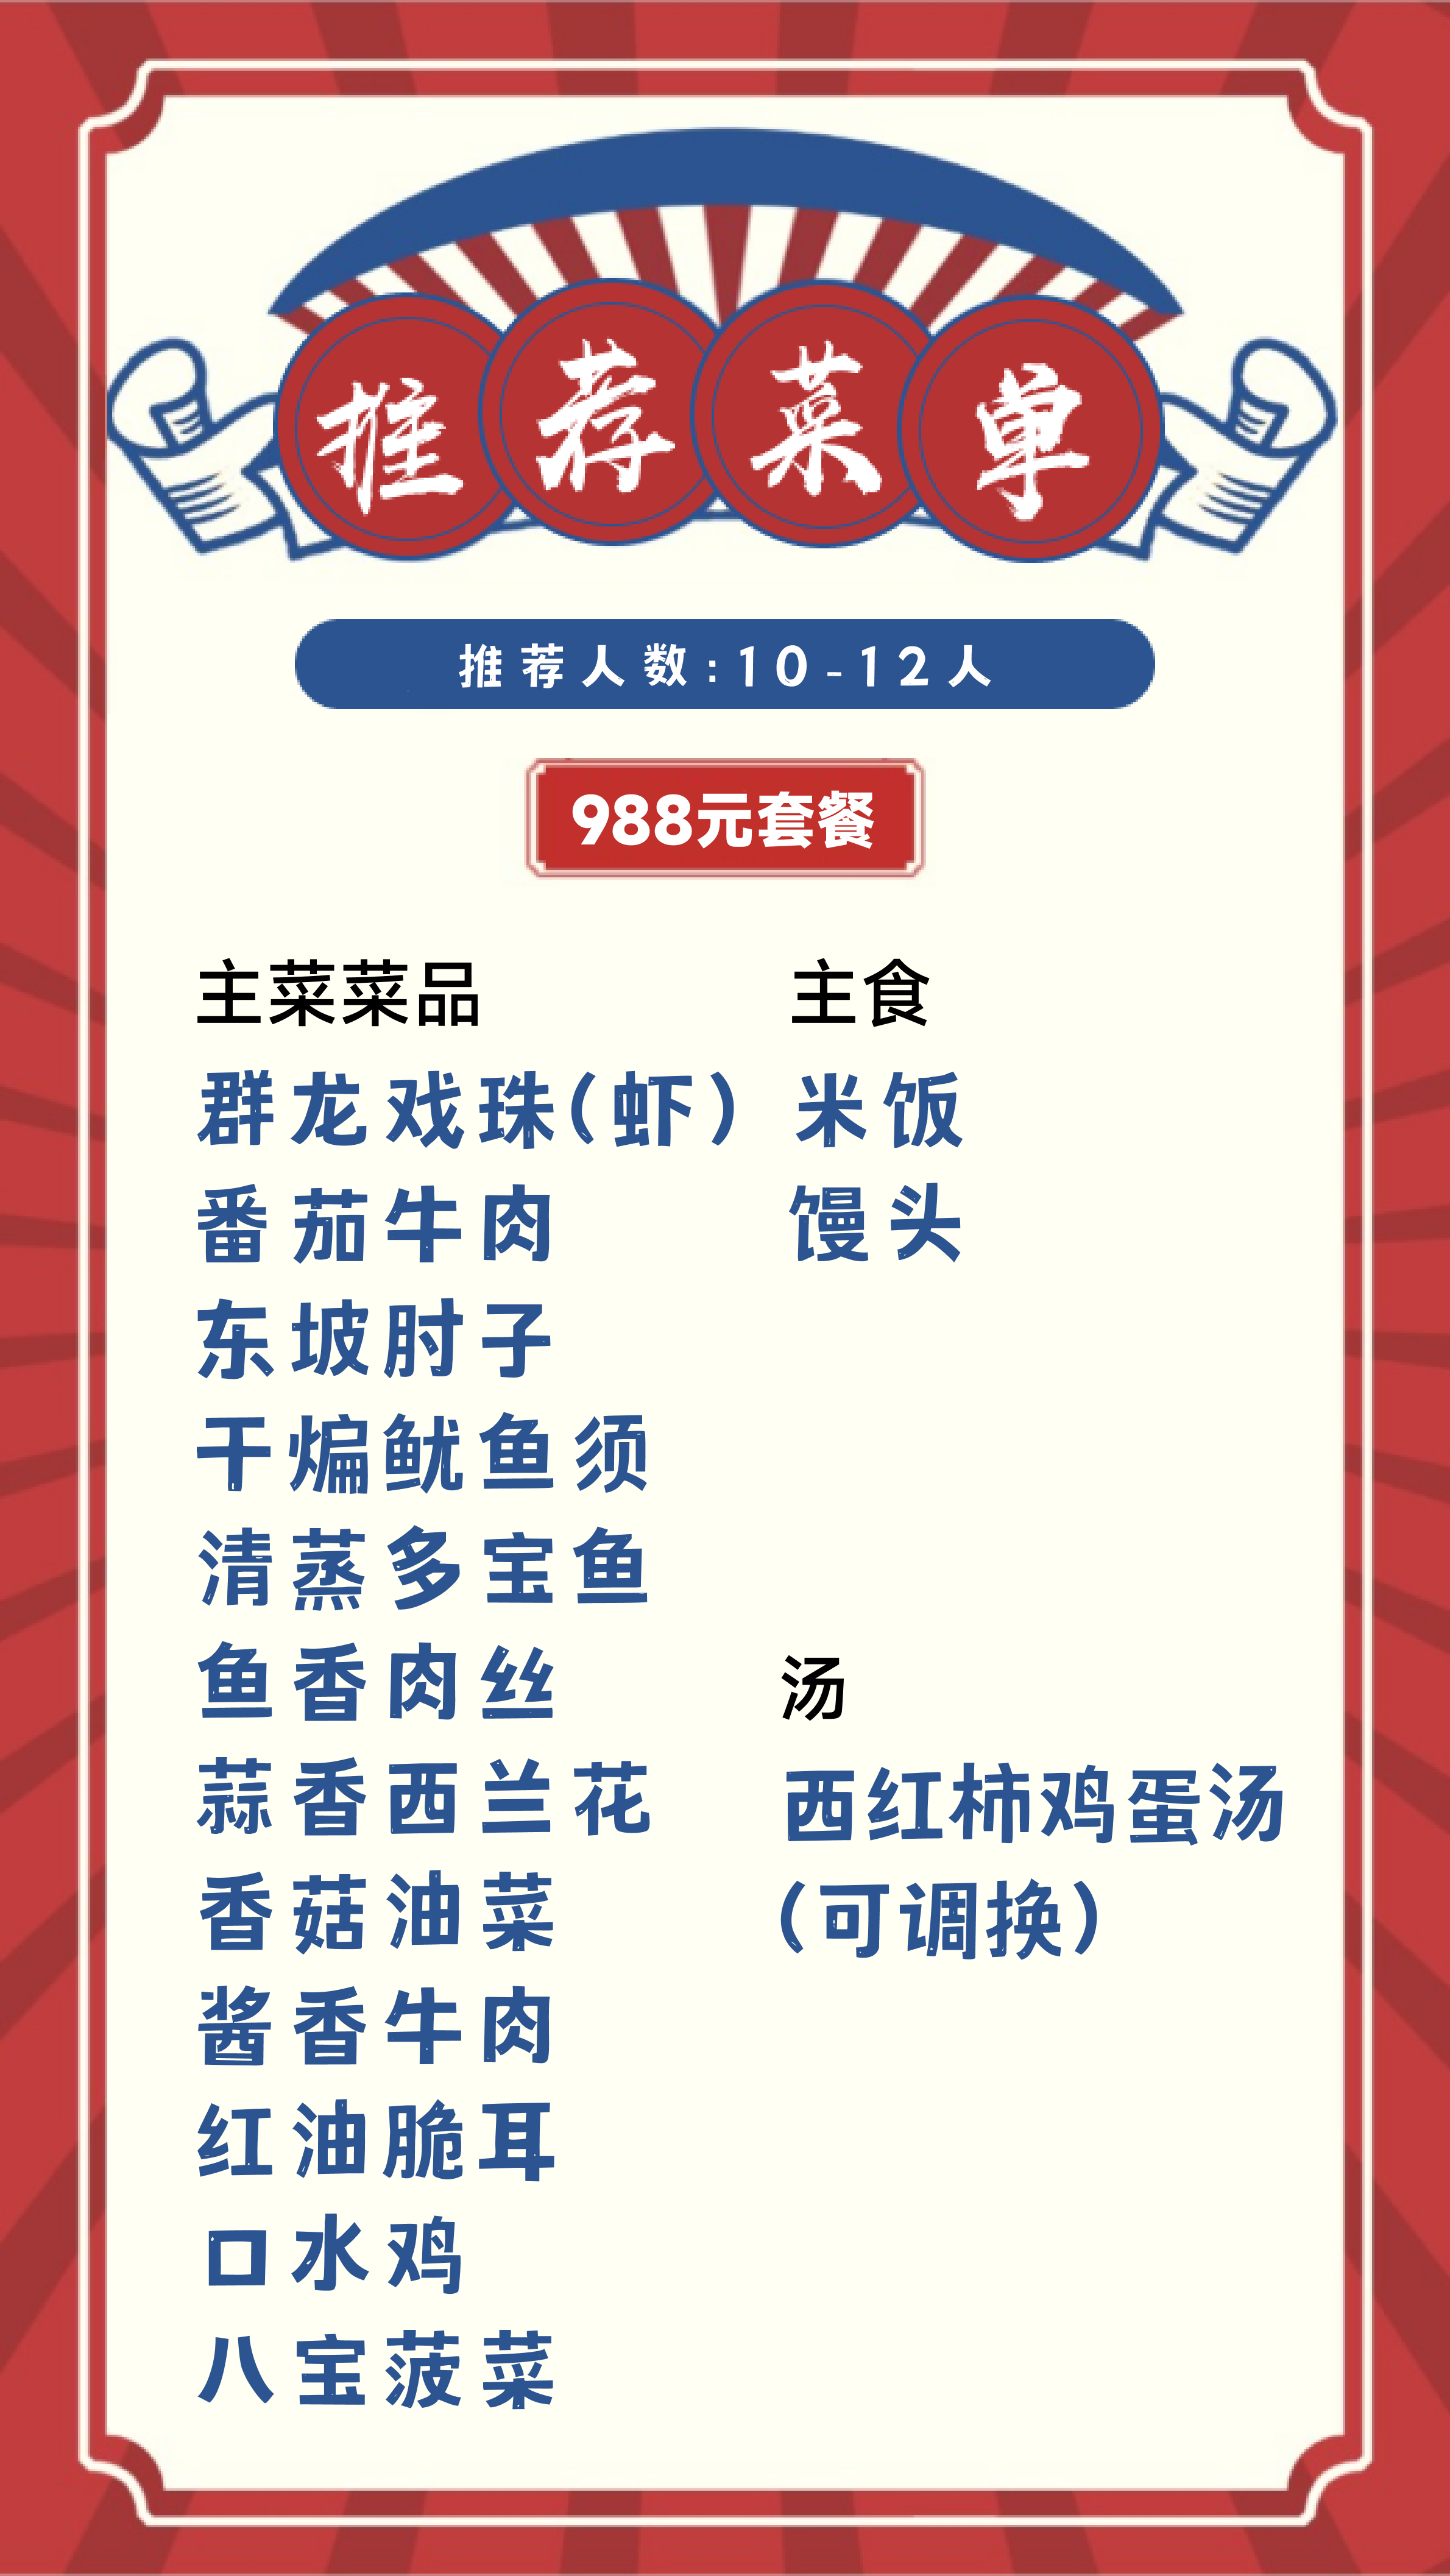 推荐菜单
推荐人数:10-12人
988元套餐
主菜菜品
群龙戏珠(虾)
番茄牛肉
东坡肘子
干煸鱿鱼须
清蒸多宝鱼
鱼香肉丝
蒜香西兰花
香菇油菜
酱香牛肉
红油脆耳
口水鸡
八宝菠菜
主食
米饭
馒头
汤
西红柿鸡蛋汤
(可调换)